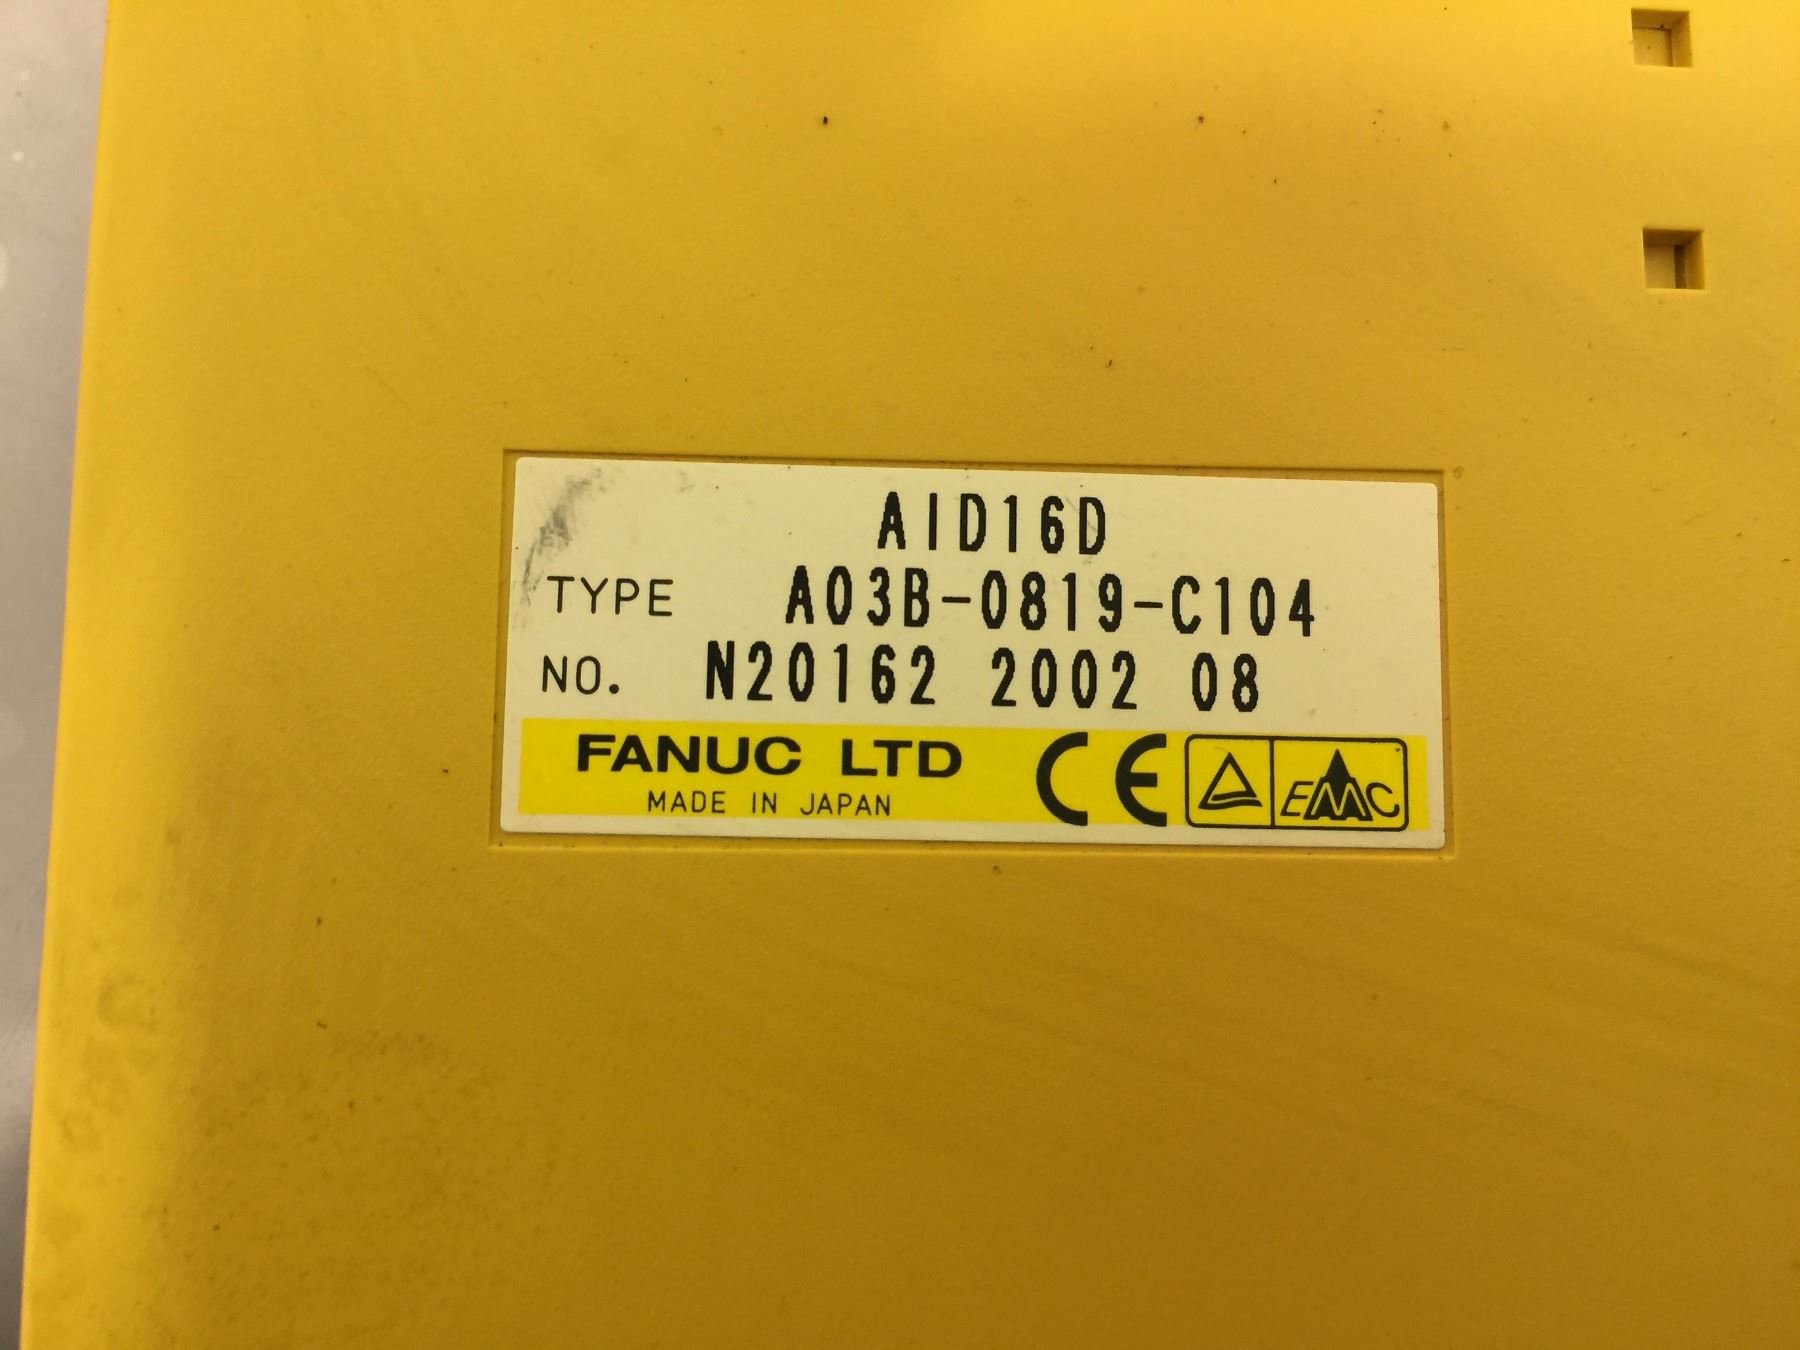 AID16D
TYPE A03B-0819-C104
NO. N20162 2002 08
FANUC LTD CE EMC
MADE IN JAPAN